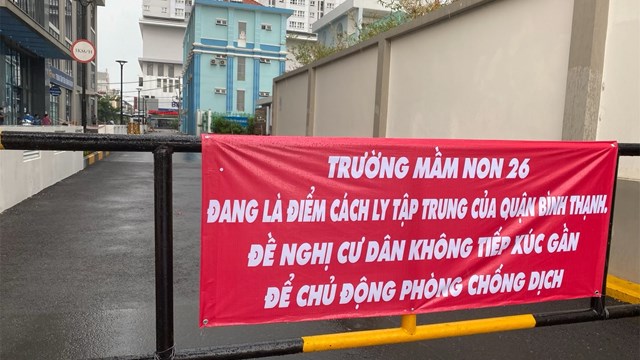 TRƯỜNG MẦM NON 26
ĐANG LÀ ĐIỂM CÁCH LY TẬP TRUNG CỦA QUẬN BÌNH THẠNH.
ĐỀ NGHỊ CƯ DÂN KHÔNG TIẾP XÚC GẦN
ĐỂ CHỦ ĐỘNG PHÒNG CHỐNG DỊCH